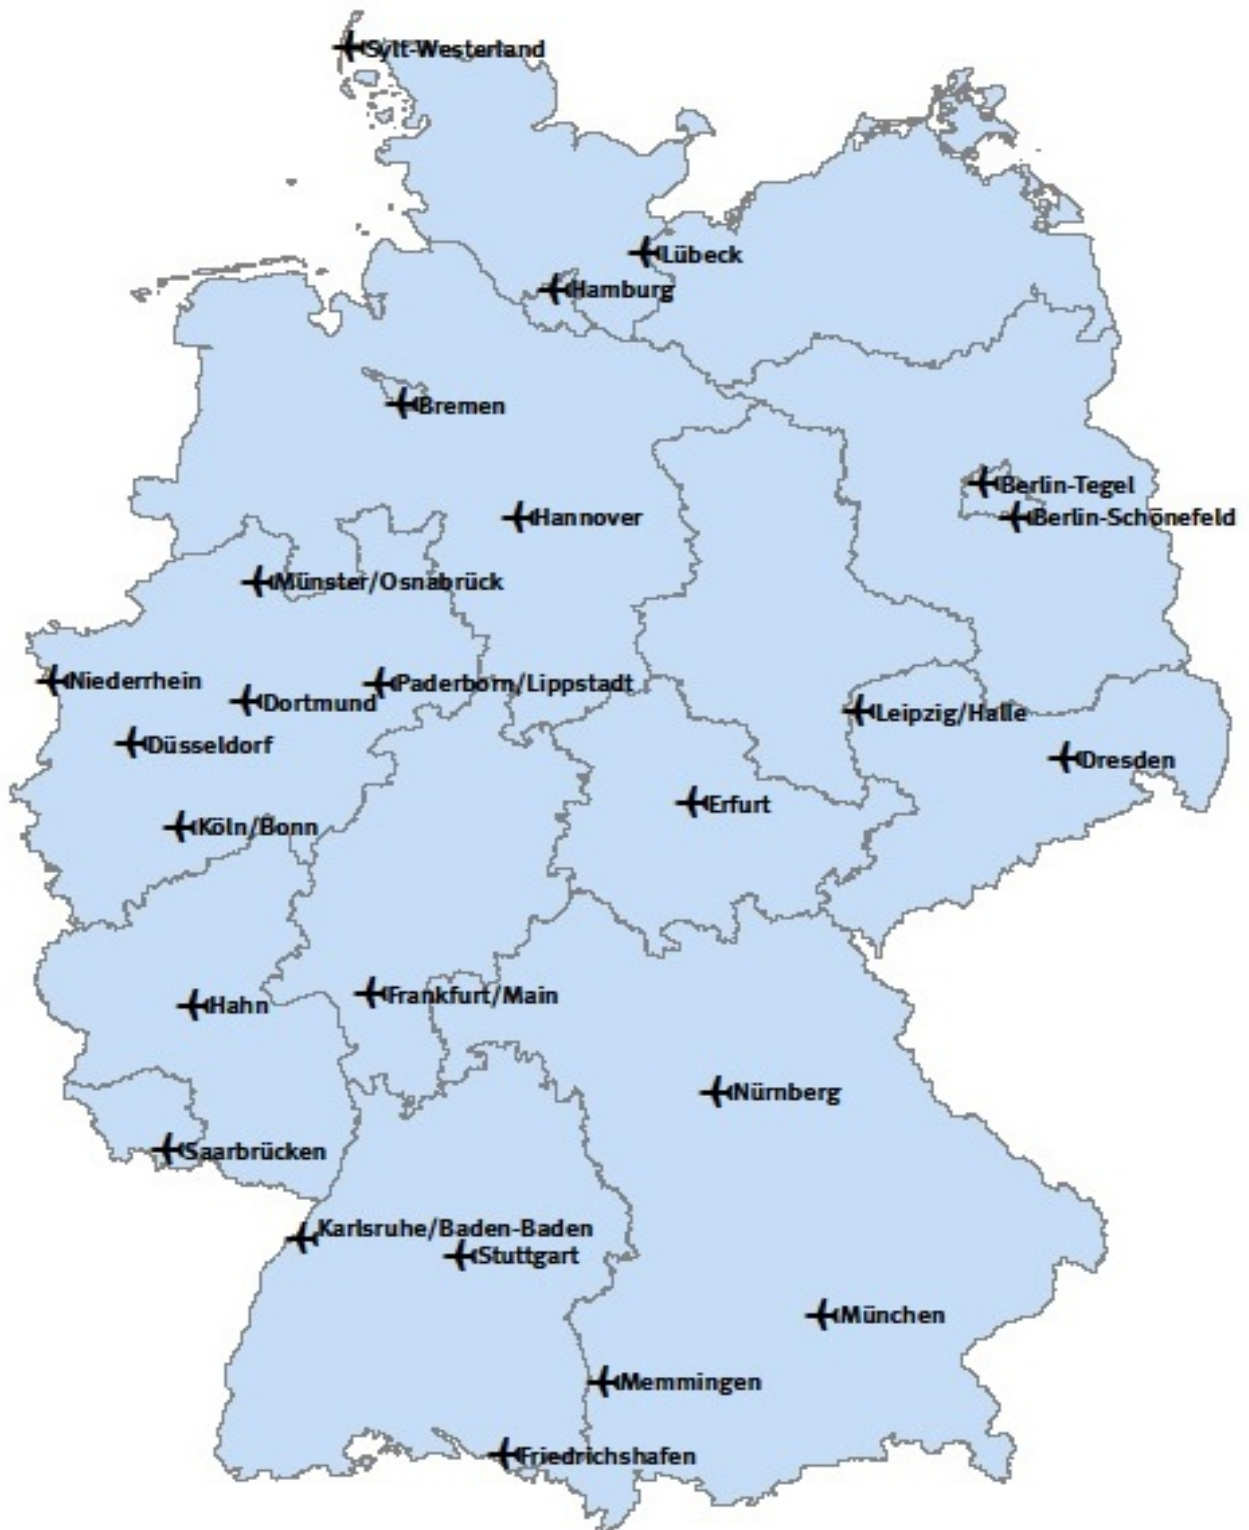 Sylt-Westerland
Lübeck
Hamburg
Bremen
Berlin-Tegel
Hannover
Berlin-Schönefeld
Münster/Osnabrück
Niederrhein
Paderborn/Lippstadt
Dortmund
Leipzig/Halle
Düsseldorf
Dresden
Erfurt
Köln/Bonn
Frankfurt/Main
Hahn
Nürnberg
Saarbrücken
Karlsruhe/Baden-Baden
Stuttgart
München
Memmingen
Friedrichshafen